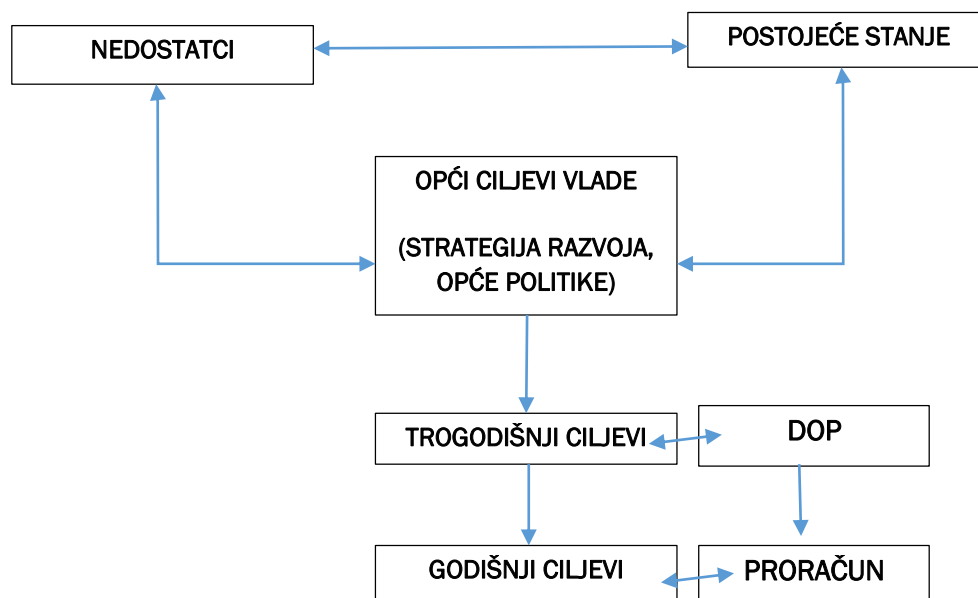 NEDOSTATCI
POSTOJEĆE STANJE
OPĆI CILJEVI VLADE
(STRATEGIJA RAZVOJA,
OPĆE POLITIKE)
TROGODIŠNJI CILJEVI
DOP
GODIŠNJI CILJEVI
PRORAČUN